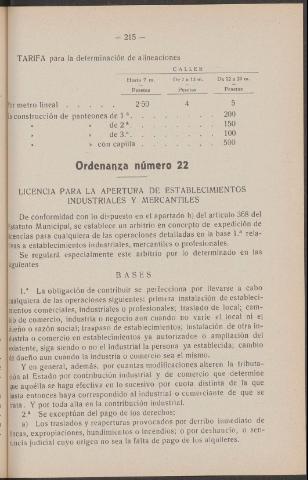 — 215 —
TARIFA para la determinación de alineaciones
CALLES
Hasta 7 m. De 7 a 12 m. De 12 a 20 m.
Pesetas Pesetas Pesetas
metro lineal . . . . . 2·50 4 5
construcción de panteones de 1.ª . . . . . . . 200
» » de 2.ª . . . . . . . 150
» » de 3.ª . . . . . . . 100
» » con capilla . . . . . . . 500
Ordenanza número 22
LICENCIA PARA LA APERTURA DE ESTABLECIMIENTOS
INDUSTRIALES Y MERCANTILES
De conformidad con lo dispuesto en el apartado h) del artículo 368 del
Estatuto Municipal, se establece un arbitrio en concepto de expedición de
licencias para cualquiera de las operaciones detalladas en la base 1.ª rela-
tivas a establecimientos industriales, mercantiles o profesionales.
Se regulará especialmente este arbitrio por lo determinado en las
siguientes
BASES
1.ª La obligación de contribuir se perfecciona por llevarse a cabo
cualquiera de las operaciones siguientes: primera instalación de estableci-
mientos comerciales, industriales o profesionales; traslado de local; cam-
bio de comercio, industria o negocio aun cuando no varíe el local ni el
dueño o razón social; traspaso de establecimientos; instalación de otra in-
dustria o comercio en establecimientos ya autorizados o ampliación del
existente, siga siendo o no el industrial la persona ya establecida; cambio
de dueño aun cuando la industria o comercio sea el mismo.
Y en general, además, por cuantas modificaciones alteren la tributa-
ción al Estado por contribución industrial y de comercio que determine
que aquélla se haga efectiva en lo sucesivo por cuota distinta de la que
hasta entonces haya correspondido al industrial o comerciante de que se
trata. Y por toda alta en la contribución industrial.
2.ª Se exceptúan del pago de los derechos:
a) Los traslados y reaperturas provocados por derribo inmediato de
fincas, expropiaciones, hundimientos o incendios; o por desahucio, o sen-
tencia judicial cuyo origen no sea la falta de pago de los alquileres.